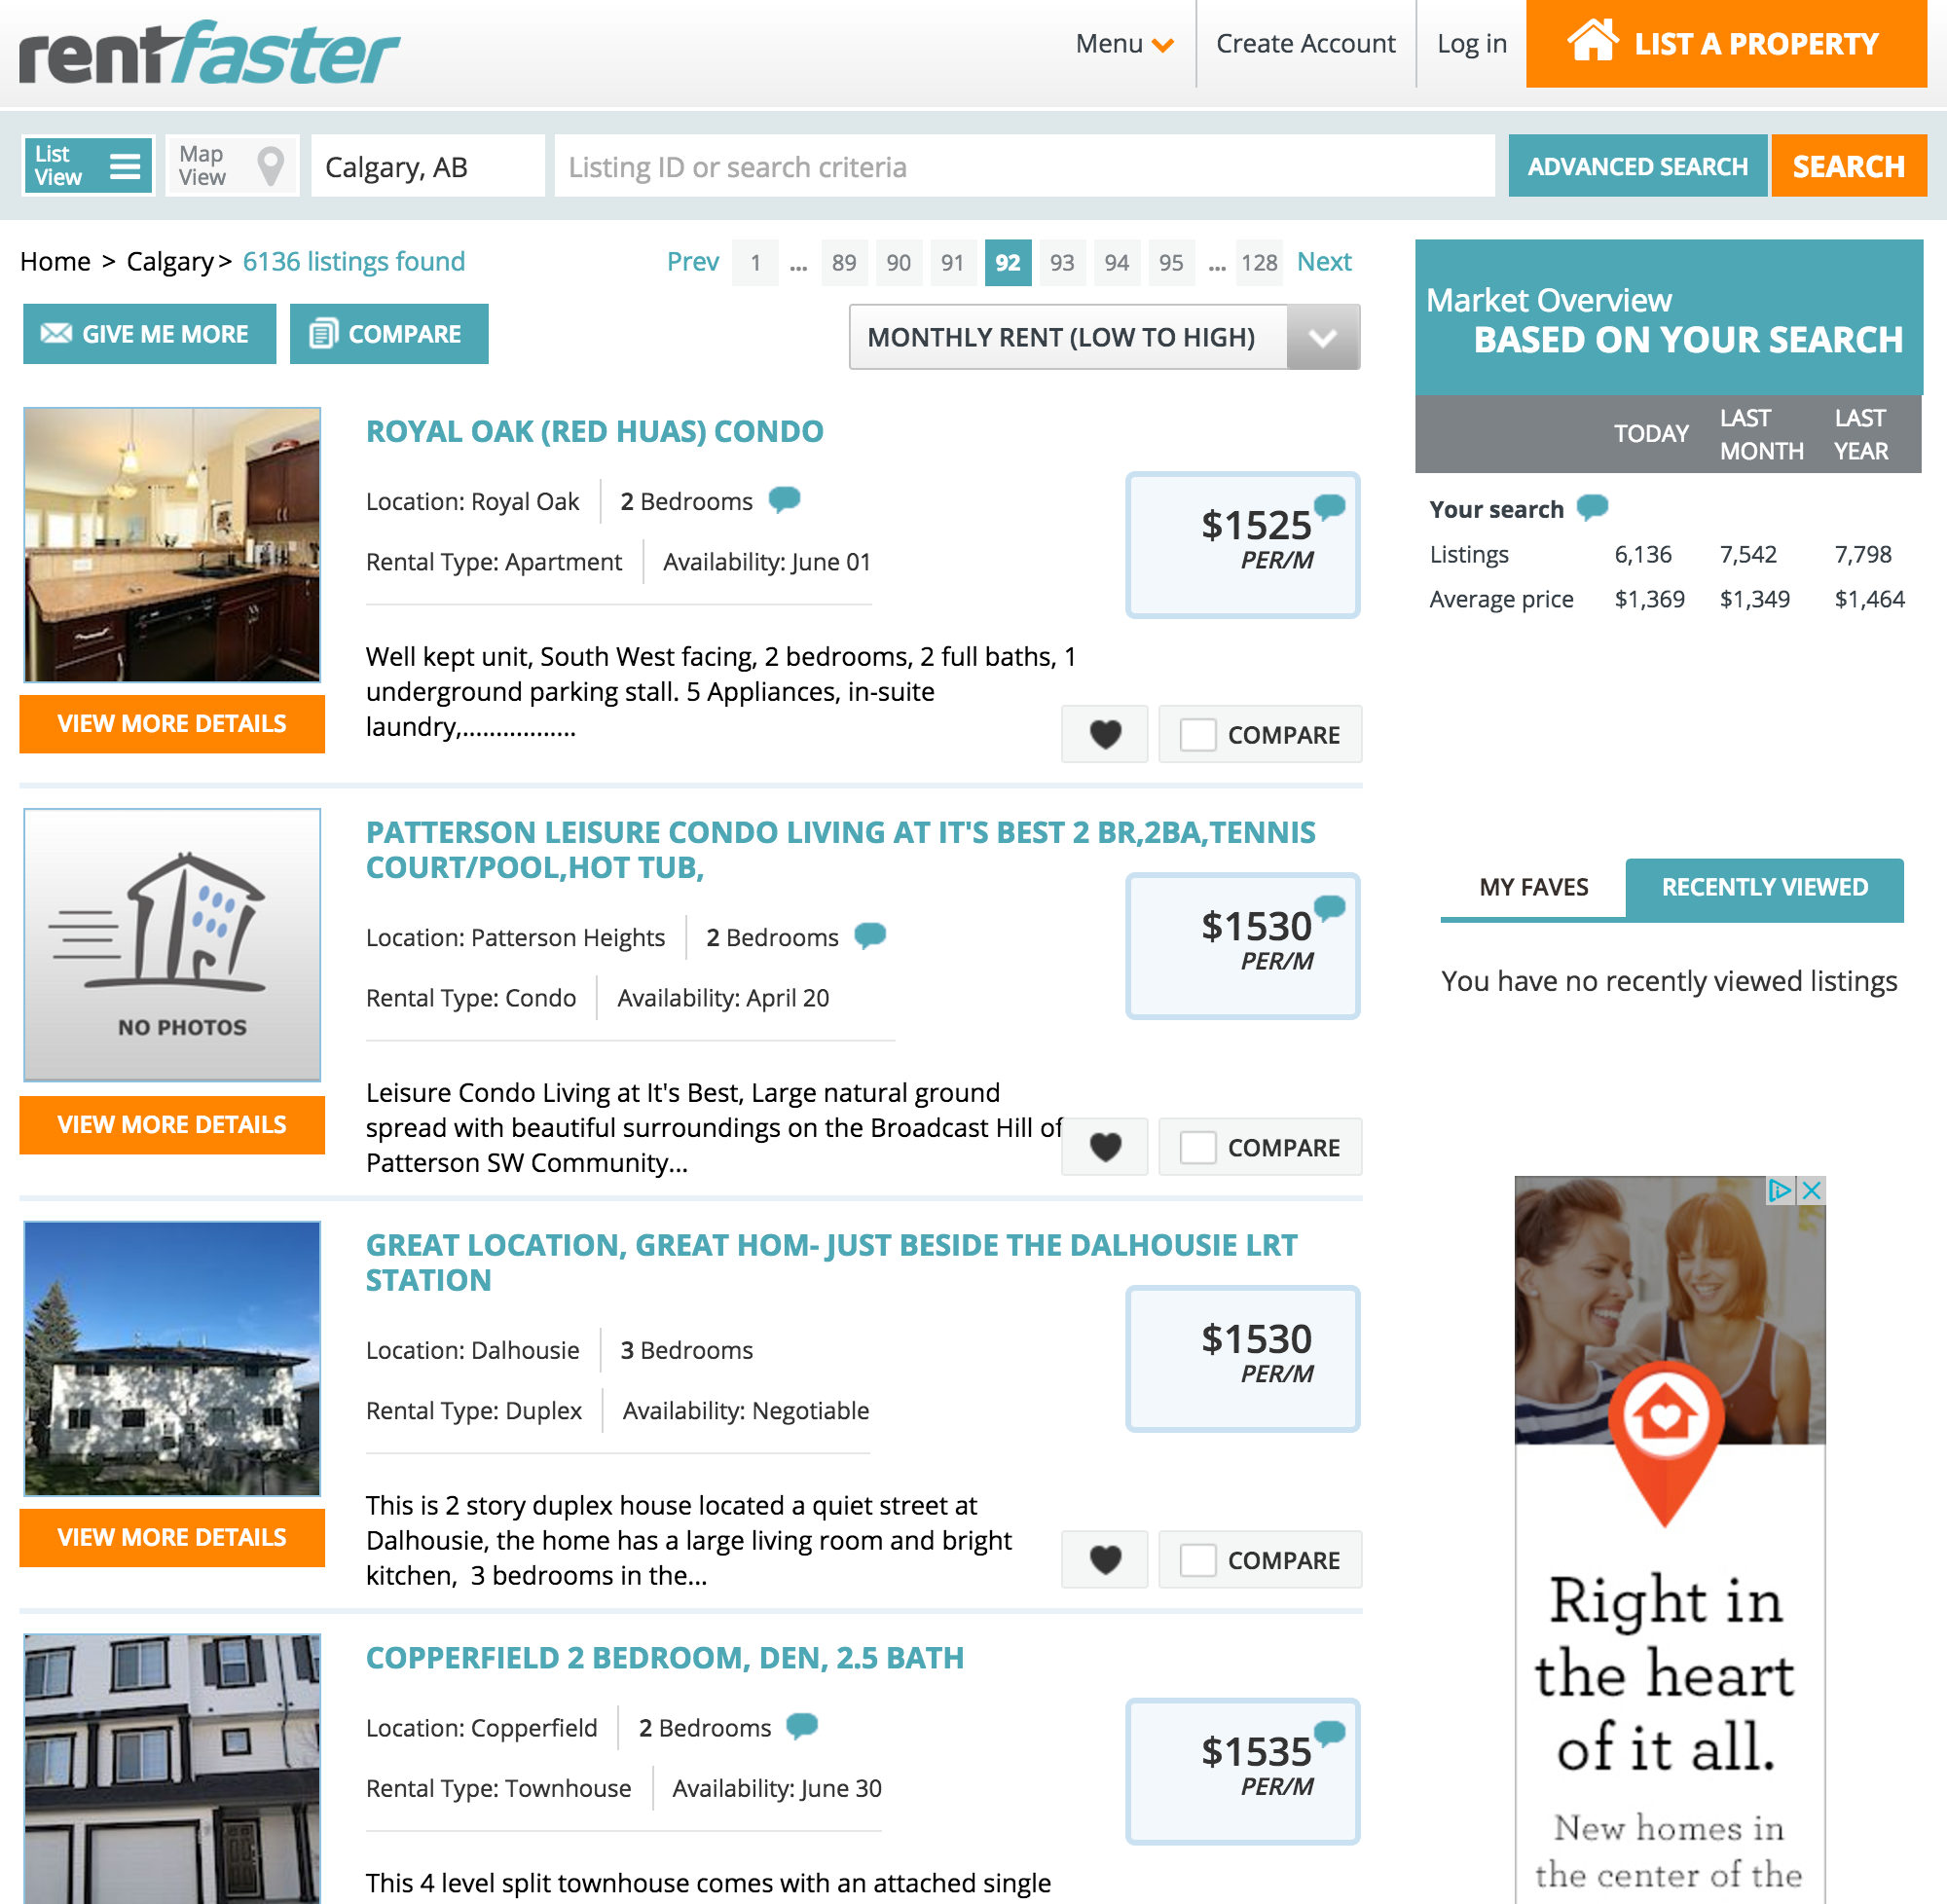 rentfaster
Menu
Create Account
Log in
LIST A PROPERTY
List
View
Map
View
Calgary, AB
Listing ID or search criteria
ADVANCED SEARCH
SEARCH
Home > Calgary > 6136 listings found
Prev 1 ... 89 90 91 92 93 94 95 ... 128 Next
GIVE ME MORE
COMPARE
MONTHLY RENT (LOW TO HIGH)
ROYAL OAK (RED HUAS) CONDO
Location: Royal Oak
2 Bedrooms
Rental Type: Apartment
Availability: June 01
$1525
PER/M
Well kept unit, South West facing, 2 bedrooms, 2 full baths, 1
underground parking stall. 5 Appliances, in-suite
laundry,.................
VIEW MORE DETAILS
COMPARE
NO PHOTOS
PATTERSON LEISURE CONDO LIVING AT IT'S BEST 2 BR,2BA,TENNIS
COURT/POOL,HOT TUB,
Location: Patterson Heights
2 Bedrooms
Rental Type: Condo
Availability: April 20
$1530
PER/M
Leisure Condo Living at It's Best, Large natural ground
spread with beautiful surroundings on the Broadcast Hill of
Patterson SW Community...
VIEW MORE DETAILS
COMPARE
GREAT LOCATION, GREAT HOM- JUST BESIDE THE DALHOUSIE LRT
STATION
Location: Dalhousie
3 Bedrooms
Rental Type: Duplex
Availability: Negotiable
$1530
PER/M
This is 2 story duplex house located a quiet street at
Dalhousie, the home has a large living room and bright
kitchen,  3 bedrooms in the...
VIEW MORE DETAILS
COMPARE
COPPERFIELD 2 BEDROOM, DEN, 2.5 BATH
Location: Copperfield
2 Bedrooms
Rental Type: Townhouse
Availability: June 30
$1535
PER/M
This 4 level split townhouse comes with an attached single
Market Overview
BASED ON YOUR SEARCH
TODAY
LAST
MONTH
LAST
YEAR
Your search
Listings 6,136 7,542 7,798
Average price $1,369 $1,349 $1,464
MY FAVES
RECENTLY VIEWED
You have no recently viewed listings
Right in
the heart
of it all.
New homes in
the center of the